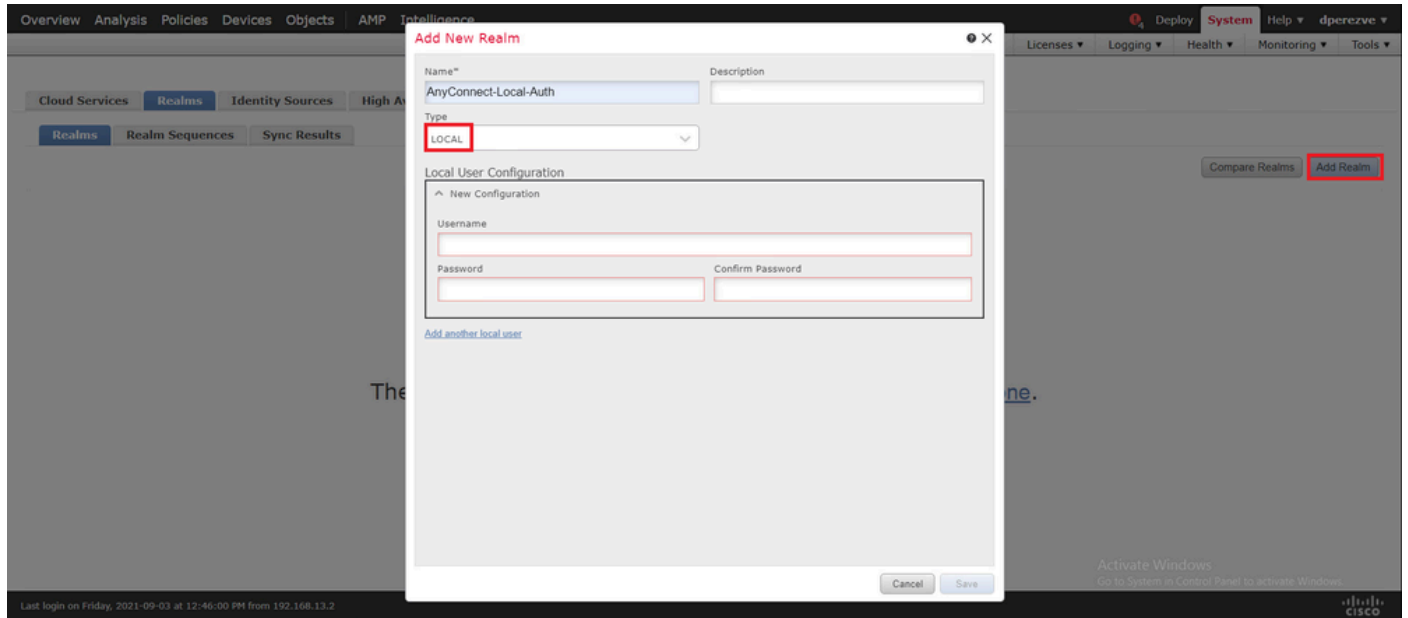 Overview Analysis Policies Devices Objects AMP Intelligence
Deploy System Help dperezve
Licenses Logging Health Monitoring Tools
Cloud Services Realms Identity Sources High A
Realms Realm Sequences Sync Results
Compare Realms Add Realm
Add New Realm
Name* Description
AnyConnect-Local-Auth
Type
LOCAL
Local User Configuration
New Configuration
Username
Password Confirm Password
Add another local user
The
ne.
Cancel Save
Activate Windows
Go to System in Control Panel to activate Windows.
Last login on Friday, 2021-09-03 at 12:46:00 PM from 192.168.13.2
CISCO